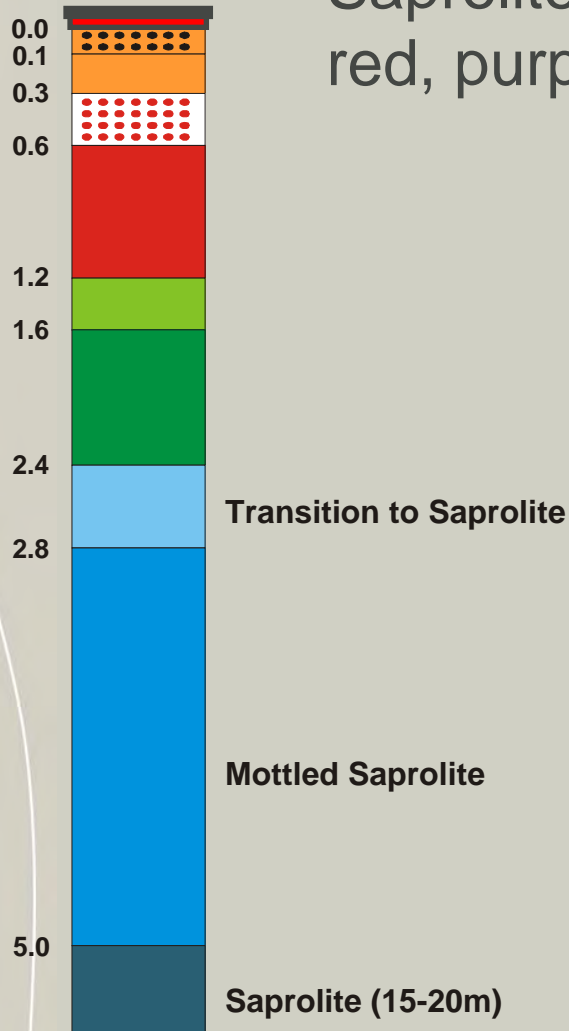 Saprolite
red, purp
0.0
0.1
0.3
0.6
1.2
1.6
2.4
Transition to Saprolite
2.8
Mottled Saprolite
5.0
Saprolite (15-20m)